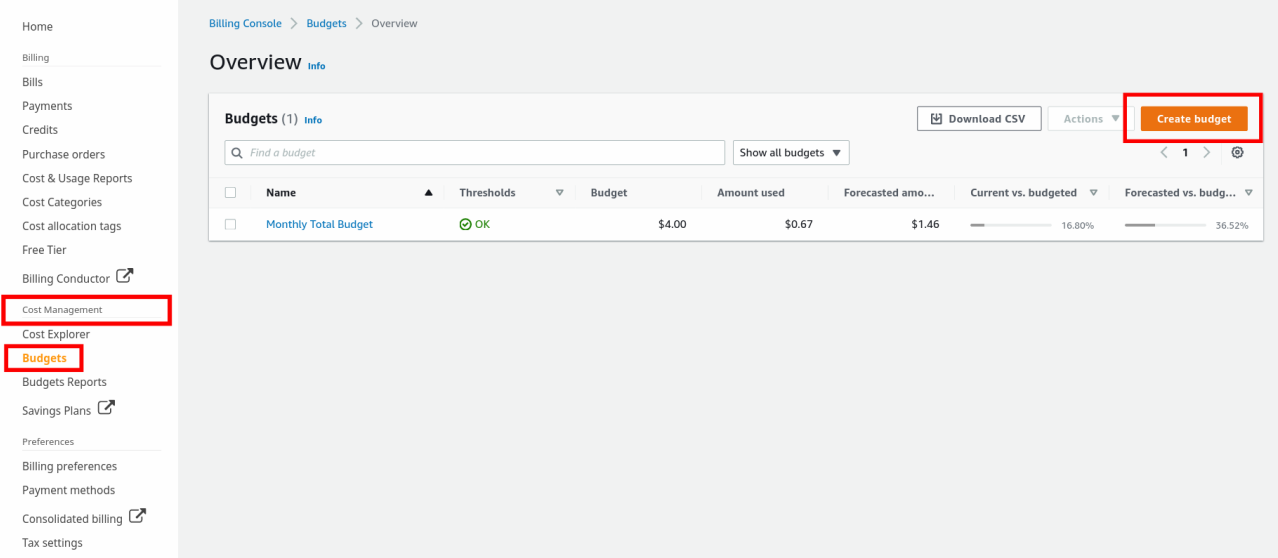 Home
Billing
Bills
Payments
Credits
Purchase orders
Cost & Usage Reports
Cost Categories
Cost allocation tags
Free Tier
Billing Conductor
Cost Management
Cost Explorer
Budgets
Budgets Reports
Savings Plans
Preferences
Billing preferences
Payment methods
Consolidated billing
Tax settings
Billing Console > Budgets > Overview
Overview Info
Budgets (1) Info
Download CSV Actions Create budget
Find a budget Show all budgets < 1 >
Name Thresholds Budget Amount used Forecasted amo... Current vs. budgeted Forecasted vs. budg...
Monthly Total Budget OK $4.00 $0.67 $1.46 16.80% 36.52%